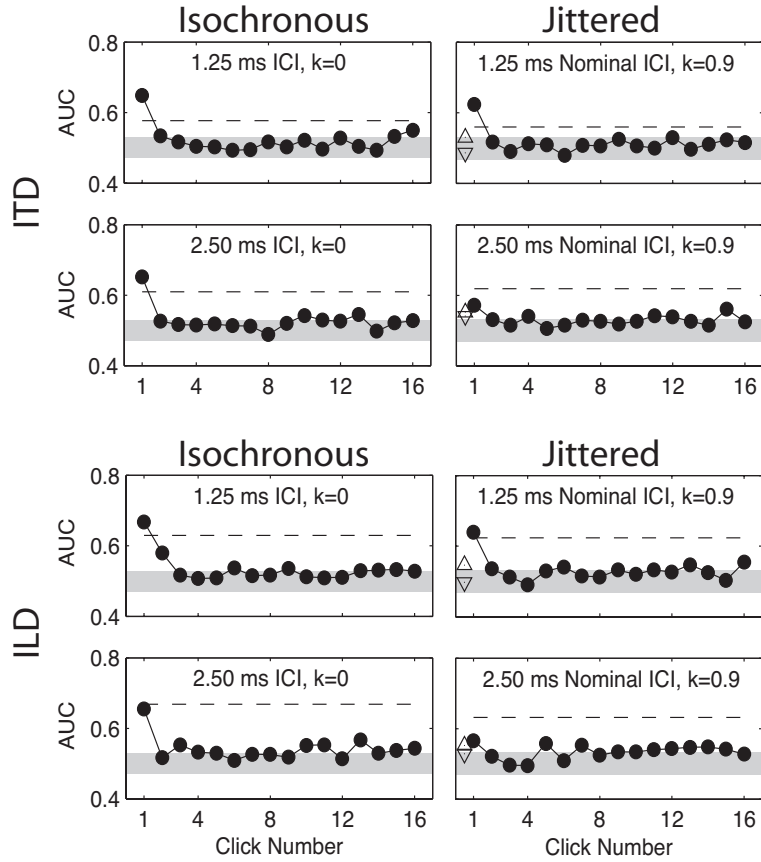 Isochronous Jittered
ITD
0.8
0.6
0.4
AUC
1.25 ms ICI, k=0
1.25 ms Nominal ICI, k=0.9
0.8
0.6
0.4
AUC
2.50 ms ICI, k=0
2.50 ms Nominal ICI, k=0.9
1 4 8 12 16
1 4 8 12 16
Isochronous Jittered
ILD
0.8
0.6
0.4
AUC
1.25 ms ICI, k=0
1.25 ms Nominal ICI, k=0.9
0.8
0.6
0.4
AUC
2.50 ms ICI, k=0
2.50 ms Nominal ICI, k=0.9
1 4 8 12 16
1 4 8 12 16
Click Number
Click Number